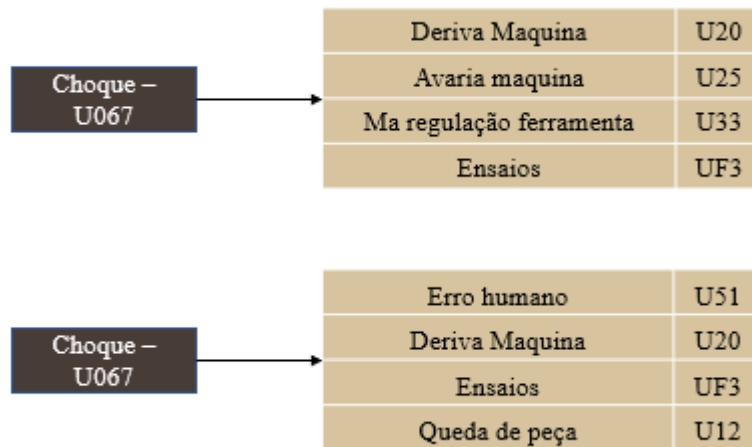 Choque –
U067
Deriva Maquina U20
Avaria maquina U25
Ma regulação ferramenta U33
Ensaios UF3
Choque –
U067
Erro humano U51
Deriva Maquina U20
Ensaios UF3
Queda de peça U12